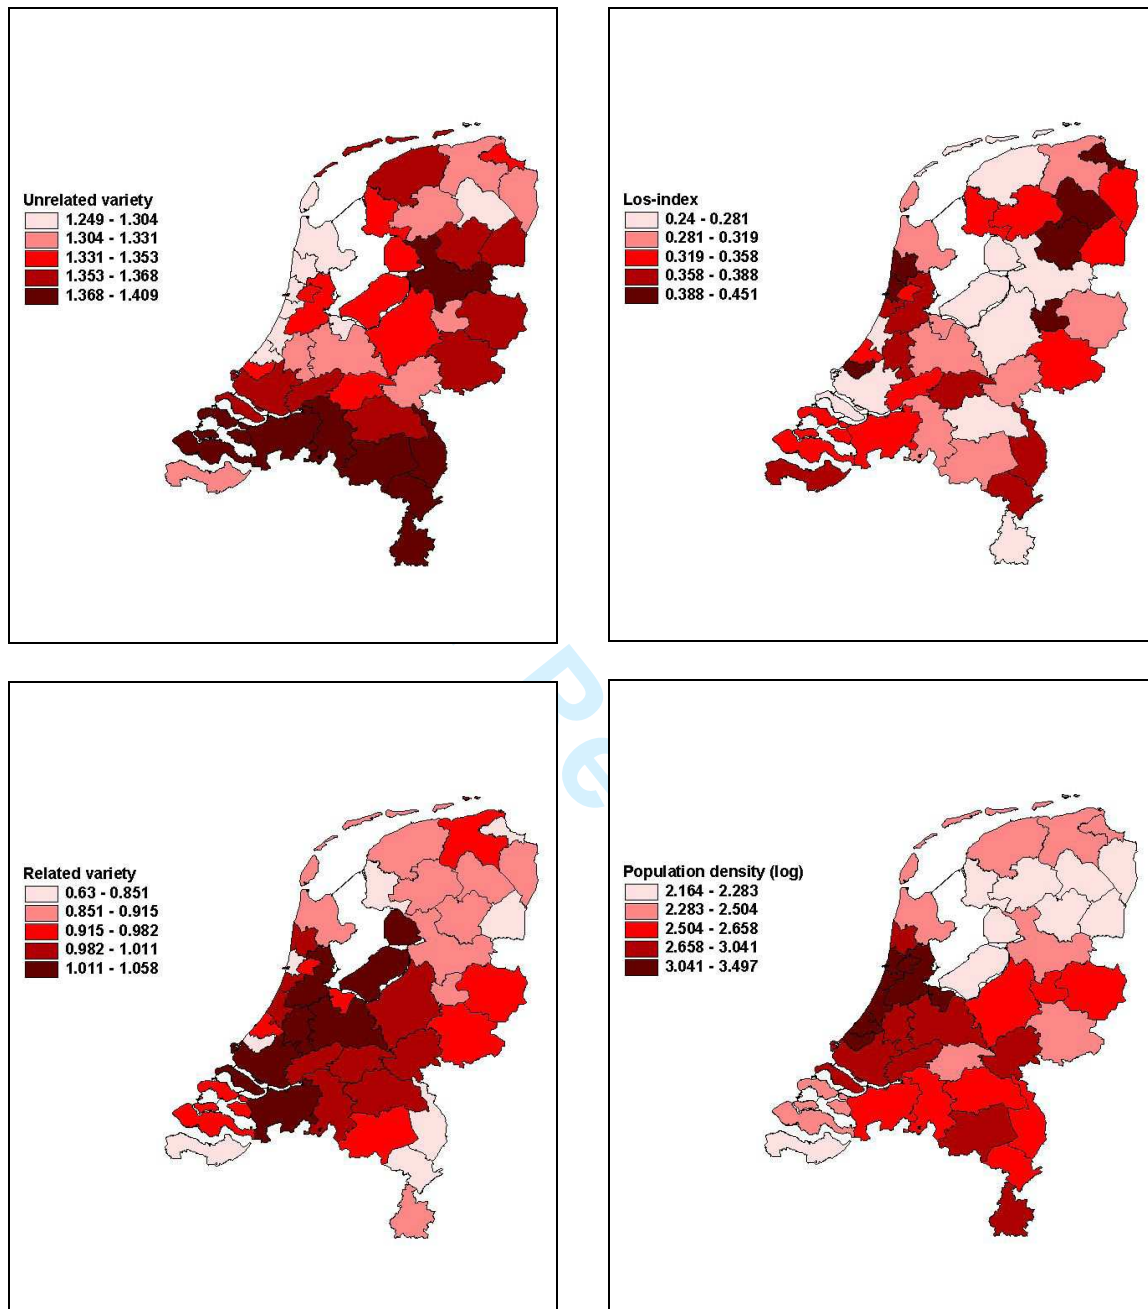 Unrelated variety
1.249 - 1.304
1.304 - 1.331
1.331 - 1.353
1.353 - 1.368
1.368 - 1.409
Los-index
0.24 - 0.281
0.281 - 0.319
0.319 - 0.358
0.358 - 0.388
0.388 - 0.451
Pe
Related variety
0.63 - 0.851
0.851 - 0.915
0.915 - 0.982
0.982 - 1.011
1.011 - 1.058
Population density (log)
2.164 - 2.283
2.283 - 2.504
2.504 - 2.658
2.658 - 3.041
3.041 - 3.497